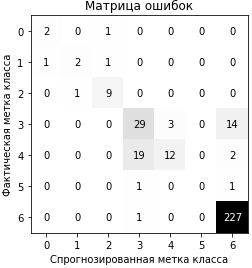 Матрица ошибок
Фактическая метка класса
0 2 0 1 0 0 0 0
1 1 2 1 0 0 0 0
2 0 1 9 0 0 0 0
3 0 0 0 29 3 0 14
4 0 0 0 19 12 0 2
5 0 0 0 1 0 0 1
6 0 0 0 1 0 0 227
0 1 2 3 4 5 6
Спрогнозированная метка класса